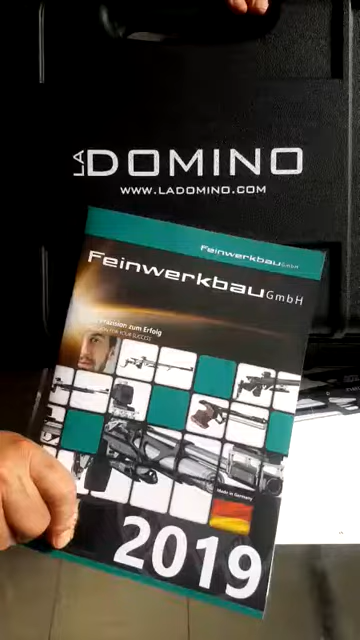 LA DOMINO
WWW.LADOMINO.COM
Feinwerkbau GmbH
Feinwerkbau GmbH
Präzision zum Erfolg
Made in Germany
2019